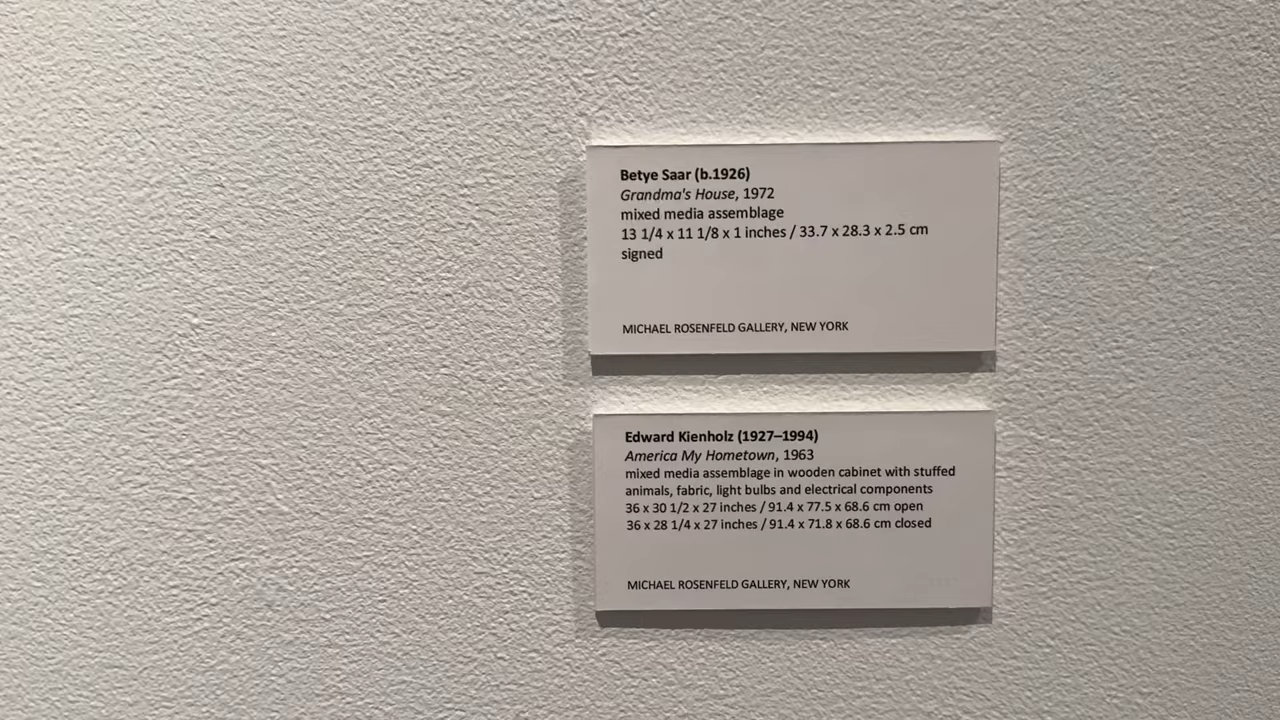 Betye Saar (b.1926)
Grandma's House, 1972
mixed media assemblage
13 1/4 x 11 1/8 x 1 inches / 33.7 x 28.3 x 2.5 cm
signed
MICHAEL ROSENFELD GALLERY, NEW YORK
Edward Kienholz (1927–1994)
America My Hometown, 1963
mixed media assemblage in wooden cabinet with stuffed
animals, fabric, light bulbs and electrical components
36 x 30 1/2 x 27 inches / 91.4 x 77.5 x 68.6 cm open
36 x 28 1/4 x 27 inches / 91.4 x 71.8 x 68.6 cm closed
MICHAEL ROSENFELD GALLERY, NEW YORK